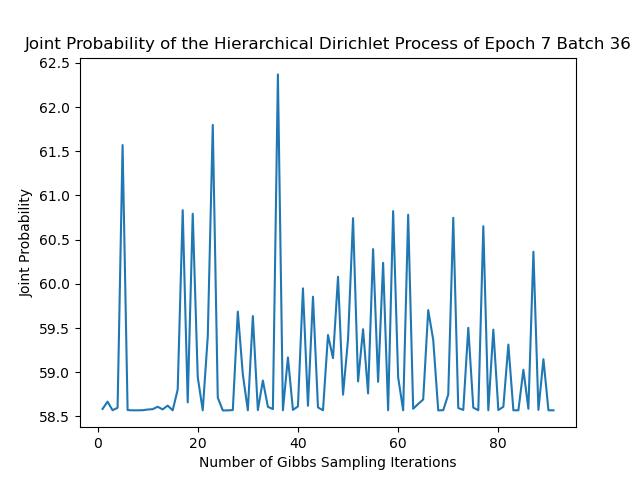 Joint Probability of the Hierarchical Dirichlet Process of Epoch 7 Batch 36
62.5
62.0
61.5
61.0
60.5
60.0
59.5
59.0
58.5
Joint Probability
0 20 40 60 80
Number of Gibbs Sampling Iterations